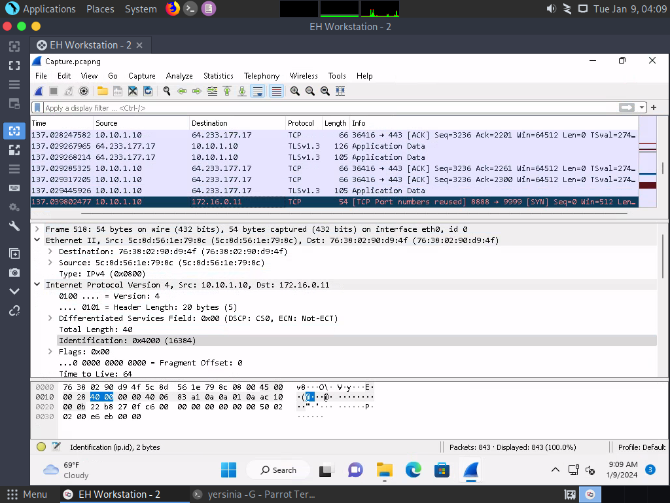 Applications Places System Tue Jan 9, 04:09
EH Workstation - 2
EH Workstation - 2
Capture.pcapng
File Edit View Go Capture Analyze Statistics Telephony Wireless Tools Help
Apply a display filter ... <Ctrl-/>
Time Source Destination Protocol Length Info
137.028247582 10.10.1.10 64.233.177.17 TCP 66 36416 → 443 [ACK] Seq=3236 Ack=2201 Win=64512 Len=0 TSval=274…
137.029267965 64.233.177.17 10.10.1.10 TLSv1.3 126 Application Data
137.029268214 64.233.177.17 10.10.1.10 TLSv1.3 105 Application Data
137.029285325 10.10.1.10 64.233.177.17 TCP 66 36416 → 443 [ACK] Seq=3236 Ack=2261 Win=64512 Len=0 TSval=274…
137.029317205 10.10.1.10 64.233.177.17 TCP 66 36416 → 443 [ACK] Seq=3236 Ack=2300 Win=64512 Len=0 TSval=274…
137.029445926 10.10.1.10 64.233.177.17 TLSv1.3 105 Application Data
137.039802477 10.10.1.10 172.16.0.11 TCP 54 [TCP Port numbers reused] 8888 → 9999 [SYN] Seq=0 Win=512 Len…
Frame 518: 54 bytes on wire (432 bits), 54 bytes captured (432 bits) on interface eth0, id 0
Ethernet II, Src: 5c:8d:56:1e:79:8c (5c:8d:56:1e:79:8c), Dst: 76:38:02:90:d9:4f (76:38:02:90:d9:4f)
Destination: 76:38:02:90:d9:4f (76:38:02:90:d9:4f)
Source: 5c:8d:56:1e:79:8c (5c:8d:56:1e:79:8c)
Type: IPv4 (0x0800)
Internet Protocol Version 4, Src: 10.10.1.10, Dst: 172.16.0.11
0100 .... = Version: 4
.... 0101 = Header Length: 20 bytes (5)
Differentiated Services Field: 0x00 (DSCP: CS0, ECN: Not-ECT)
Total Length: 40
Identification: 0x4000 (16384)
Flags: 0x00
...0 0000 0000 0000 = Fragment Offset: 0
Time to Live: 64
0000 76 38 02 90 d9 4f 5c 8d 56 1e 79 8c 08 00 45 00 v8···O\· V·y···E·
0010 00 28 40 00 00 00 40 06 83 a1 0a 0a 01 0a ac 10 ·(@···@· ········
0020 00 0b 22 b8 27 0f c6 00 00 00 00 00 00 00 50 02 ··"·'··· ······P·
0030 02 00 e6 eb 00 00 ······
Identification (ip.id), 2 bytes Packets: 843 · Displayed: 843 (100.0%) Profile: Default
69°F
Cloudy
Search
9:09 AM
1/9/2024
3
Menu EH Workstation - 2 yersinia -G - Parrot Ter...